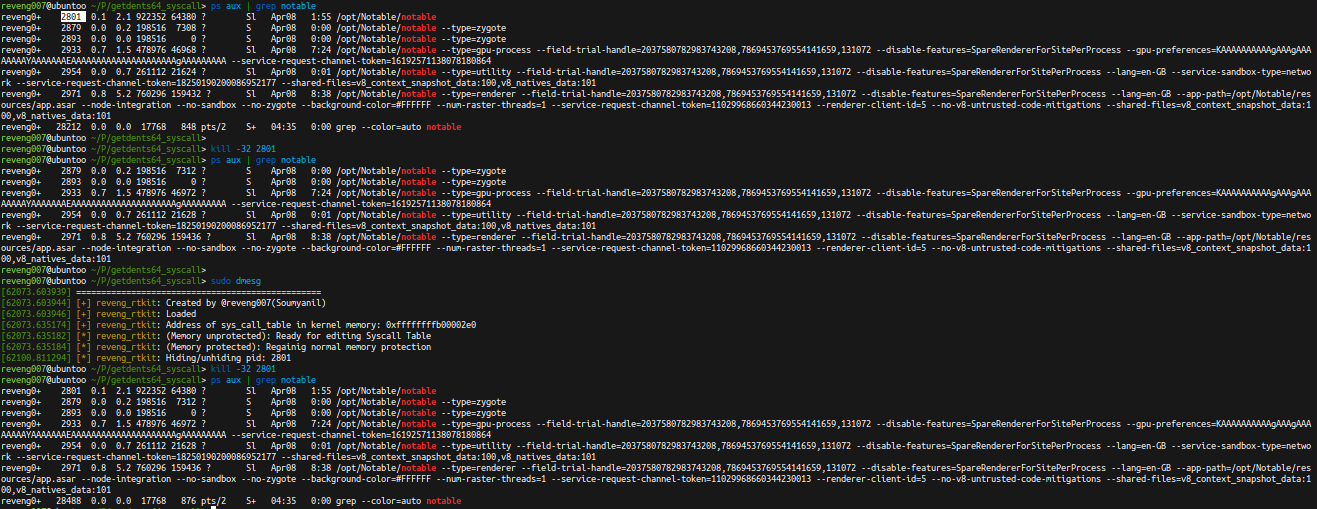 reveng007@ubuntoo ~/P/getdents64_syscall> ps aux | grep notable
reveng0+ 2801 0.1 2.1 922352 64380 ? Sl Apr08 1:55 /opt/Notable/notable
reveng0+ 2879 0.0 0.2 198516 7308 ? S Apr08 0:00 /opt/Notable/notable --type=zygote
reveng0+ 2893 0.0 0.0 198516 0 ? S Apr08 0:00 /opt/Notable/notable --type=zygote
reveng0+ 2933 0.7 1.5 478976 46968 ? Sl Apr08 7:24 /opt/Notable/notable --type=gpu-process --field-trial-handle=2037580782983743208,7869453769554141659,131072 --disable-features=SpareRendererForSitePerProcess --gpu-preferences=KAAAAAAAAAAgAAAgAAA
AAAAAYAAAAAAAEAAAAAAAAAAAAAAAAAAAAAgAAAAAAAAA --service-request-channel-token=16192571138078180864
reveng0+ 2954 0.0 0.7 261112 21624 ? Sl Apr08 0:01 /opt/Notable/notable --type=utility --field-trial-handle=2037580782983743208,7869453769554141659,131072 --disable-features=SpareRendererForSitePerProcess --lang=en-GB --service-sandbox-type=netwo
rk --service-request-channel-token=18250190200086952177 --shared-files=v8_context_snapshot_data:100,v8_natives_data:101
reveng0+ 2971 0.8 5.2 760296 159432 ? Sl Apr08 8:38 /opt/Notable/notable --type=renderer --field-trial-handle=2037580782983743208,7869453769554141659,131072 --disable-features=SpareRendererForSitePerProcess --lang=en-GB --app-path=/opt/Notable/res
ources/app.asar --node-integration --no-sandbox --no-zygote --background-color=#FFFFFF --num-raster-threads=1 --service-request-channel-token=11029968660344230013 --renderer-client-id=5 --no-v8-untrusted-code-mitigations --shared-files=v8_context_snapshot_data:1
00,v8_natives_data:101
reveng0+ 28212 0.0 0.0 17768 848 pts/2 S+ 04:35 0:00 grep --color=auto notable
reveng007@ubuntoo ~/P/getdents64_syscall>
reveng007@ubuntoo ~/P/getdents64_syscall> kill -32 2801
reveng007@ubuntoo ~/P/getdents64_syscall> ps aux | grep notable
reveng0+ 2879 0.0 0.2 198516 7312 ? S Apr08 0:00 /opt/Notable/notable --type=zygote
reveng0+ 2893 0.0 0.0 198516 0 ? S Apr08 0:00 /opt/Notable/notable --type=zygote
reveng0+ 2933 0.7 1.5 478976 46972 ? Sl Apr08 7:24 /opt/Notable/notable --type=gpu-process --field-trial-handle=2037580782983743208,7869453769554141659,131072 --disable-features=SpareRendererForSitePerProcess --gpu-preferences=KAAAAAAAAAAgAAAgAAA
AAAAAYAAAAAAAEAAAAAAAAAAAAAAAAAAAAAgAAAAAAAAA --service-request-channel-token=16192571138078180864
reveng0+ 2954 0.0 0.7 261112 21628 ? Sl Apr08 0:01 /opt/Notable/notable --type=utility --field-trial-handle=2037580782983743208,7869453769554141659,131072 --disable-features=SpareRendererForSitePerProcess --lang=en-GB --service-sandbox-type=netwo
rk --service-request-channel-token=18250190200086952177 --shared-files=v8_context_snapshot_data:100,v8_natives_data:101
reveng0+ 2971 0.8 5.2 760296 159436 ? Sl Apr08 8:38 /opt/Notable/notable --type=renderer --field-trial-handle=2037580782983743208,7869453769554141659,131072 --disable-features=SpareRendererForSitePerProcess --lang=en-GB --app-path=/opt/Notable/res
ources/app.asar --node-integration --no-sandbox --no-zygote --background-color=#FFFFFF --num-raster-threads=1 --service-request-channel-token=11029968660344230013 --renderer-client-id=5 --no-v8-untrusted-code-mitigations --shared-files=v8_context_snapshot_data:1
00,v8_natives_data:101
reveng007@ubuntoo ~/P/getdents64_syscall>
reveng007@ubuntoo ~/P/getdents64_syscall> sudo dmesg
[62073.603939] ==================================================
[62073.603944] [+] reveng_rtkit: Created by @reveng007(Soumyanil)
[62073.603946] [+] reveng_rtkit: Loaded
[62073.635174] [+] reveng_rtkit: Address of sys_call_table in kernel memory: 0xffffffffb00002e0
[62073.635182] [*] reveng_rtkit: (Memory unprotected): Ready for editing Syscall Table
[62073.635184] [*] reveng_rtkit: (Memory protected): Regainig normal memory protection
[62100.811294] [*] reveng_rtkit: Hiding/unhiding pid: 2801
reveng007@ubuntoo ~/P/getdents64_syscall> kill -32 2801
reveng007@ubuntoo ~/P/getdents64_syscall> ps aux | grep notable
reveng0+ 2801 0.1 2.1 922352 64380 ? Sl Apr08 1:55 /opt/Notable/notable
reveng0+ 2879 0.0 0.2 198516 7312 ? S Apr08 0:00 /opt/Notable/notable --type=zygote
reveng0+ 2893 0.0 0.0 198516 0 ? S Apr08 0:00 /opt/Notable/notable --type=zygote
reveng0+ 2933 0.7 1.5 478976 46972 ? Sl Apr08 7:24 /opt/Notable/notable --type=gpu-process --field-trial-handle=2037580782983743208,7869453769554141659,131072 --disable-features=SpareRendererForSitePerProcess --gpu-preferences=KAAAAAAAAAAgAAAgAAA
AAAAAYAAAAAAAEAAAAAAAAAAAAAAAAAAAAAgAAAAAAAAA --service-request-channel-token=16192571138078180864
reveng0+ 2954 0.0 0.7 261112 21628 ? Sl Apr08 0:01 /opt/Notable/notable --type=utility --field-trial-handle=2037580782983743208,7869453769554141659,131072 --disable-features=SpareRendererForSitePerProcess --lang=en-GB --service-sandbox-type=netwo
rk --service-request-channel-token=18250190200086952177 --shared-files=v8_context_snapshot_data:100,v8_natives_data:101
reveng0+ 2971 0.8 5.2 760296 159436 ? Sl Apr08 8:38 /opt/Notable/notable --type=renderer --field-trial-handle=2037580782983743208,7869453769554141659,131072 --disable-features=SpareRendererForSitePerProcess --lang=en-GB --app-path=/opt/Notable/res
ources/app.asar --node-integration --no-sandbox --no-zygote --background-color=#FFFFFF --num-raster-threads=1 --service-request-channel-token=11029968660344230013 --renderer-client-id=5 --no-v8-untrusted-code-mitigations --shared-files=v8_context_snapshot_data:1
00,v8_natives_data:101
reveng0+ 28488 0.0 0.0 17768 876 pts/2 S+ 04:35 0:00 grep --color=auto notable